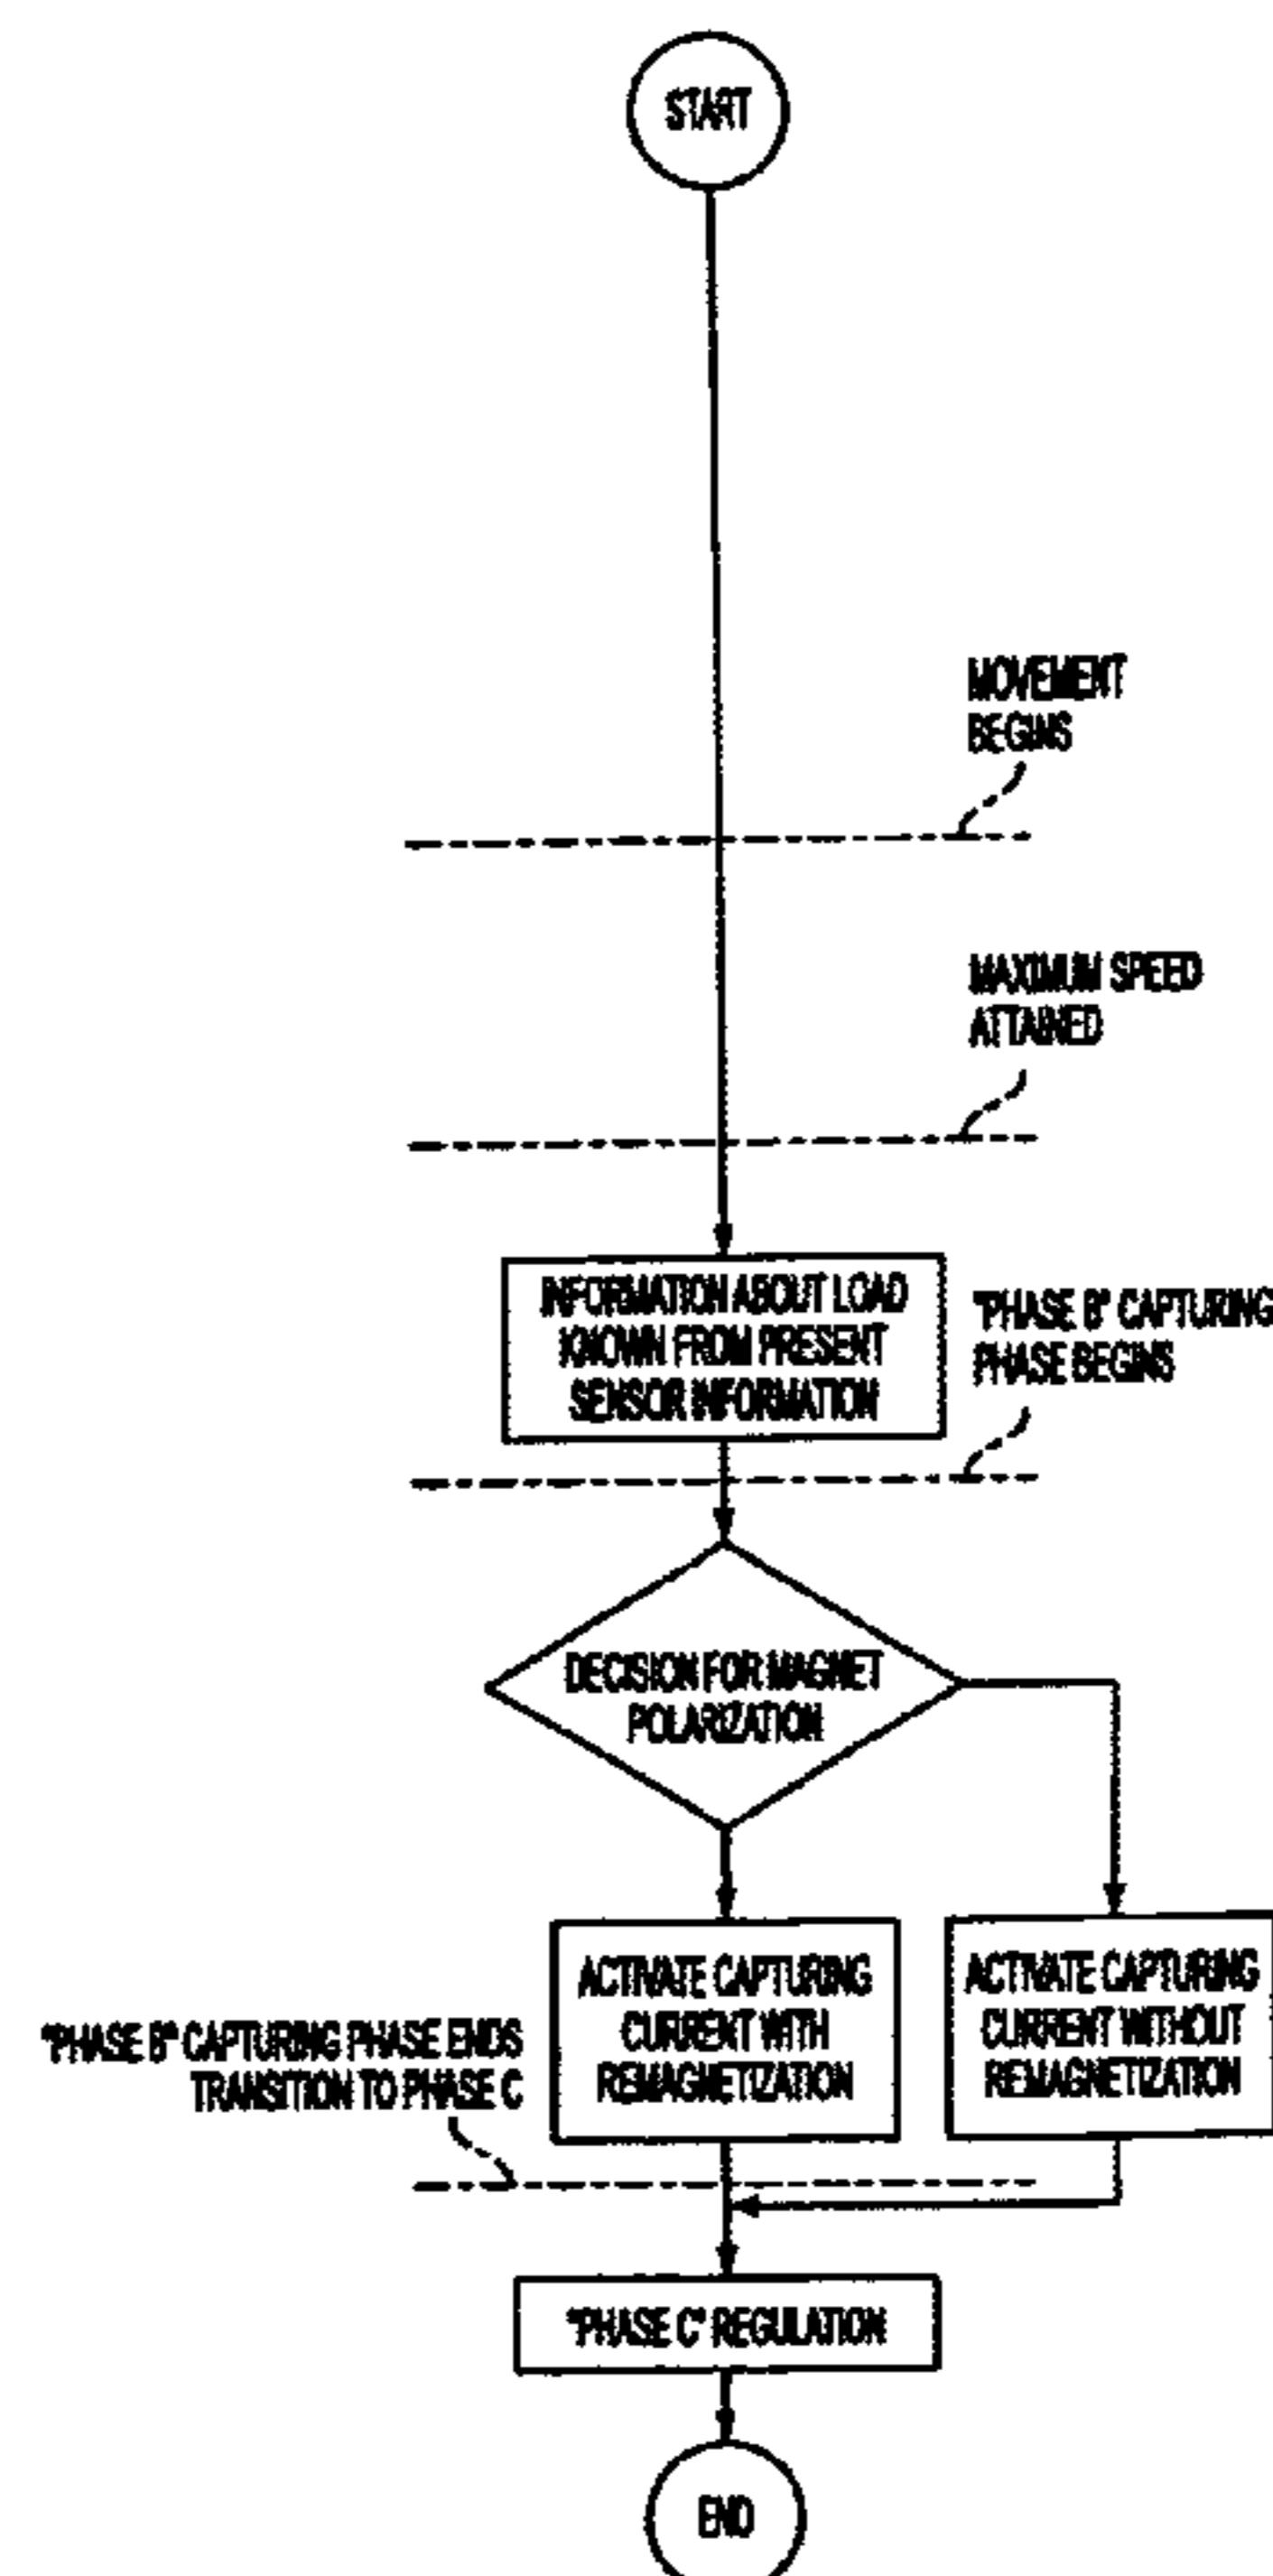 START
MOVEMENT
BEGINS
MAXIMUM SPEED
ATTAINED
INFORMATION ABOUT LOAD
KNOWN FROM PRESENT
SENSOR INFORMATION
"PHASE B" CAPTURING
PHASE BEGINS
DECISION FOR MAGNET
POLARIZATION
ACTIVATE CAPTURING
CURRENT WITH
REMAGNETIZATION
ACTIVATE CAPTURING
CURRENT WITHOUT
REMAGNETIZATION
"PHASE B" CAPTURING PHASE ENDS
TRANSITION TO PHASE C
"PHASE C" REGULATION
END